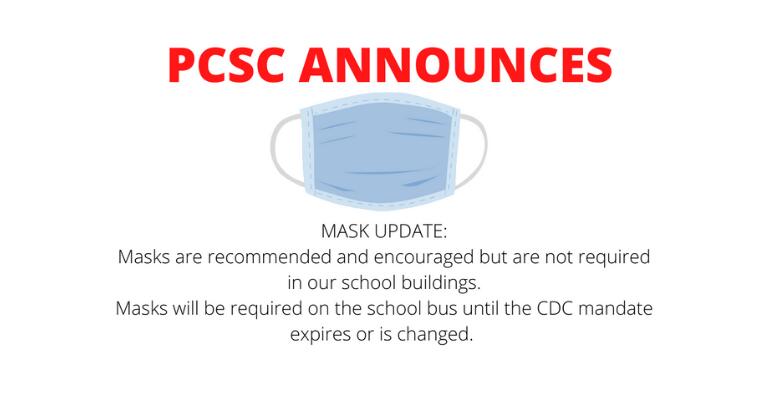 PCSC ANNOUNCES
MASK UPDATE:
Masks are recommended and encouraged but are not required
in our school buildings.
Masks will be required on the school bus until the CDC mandate
expires or is changed.